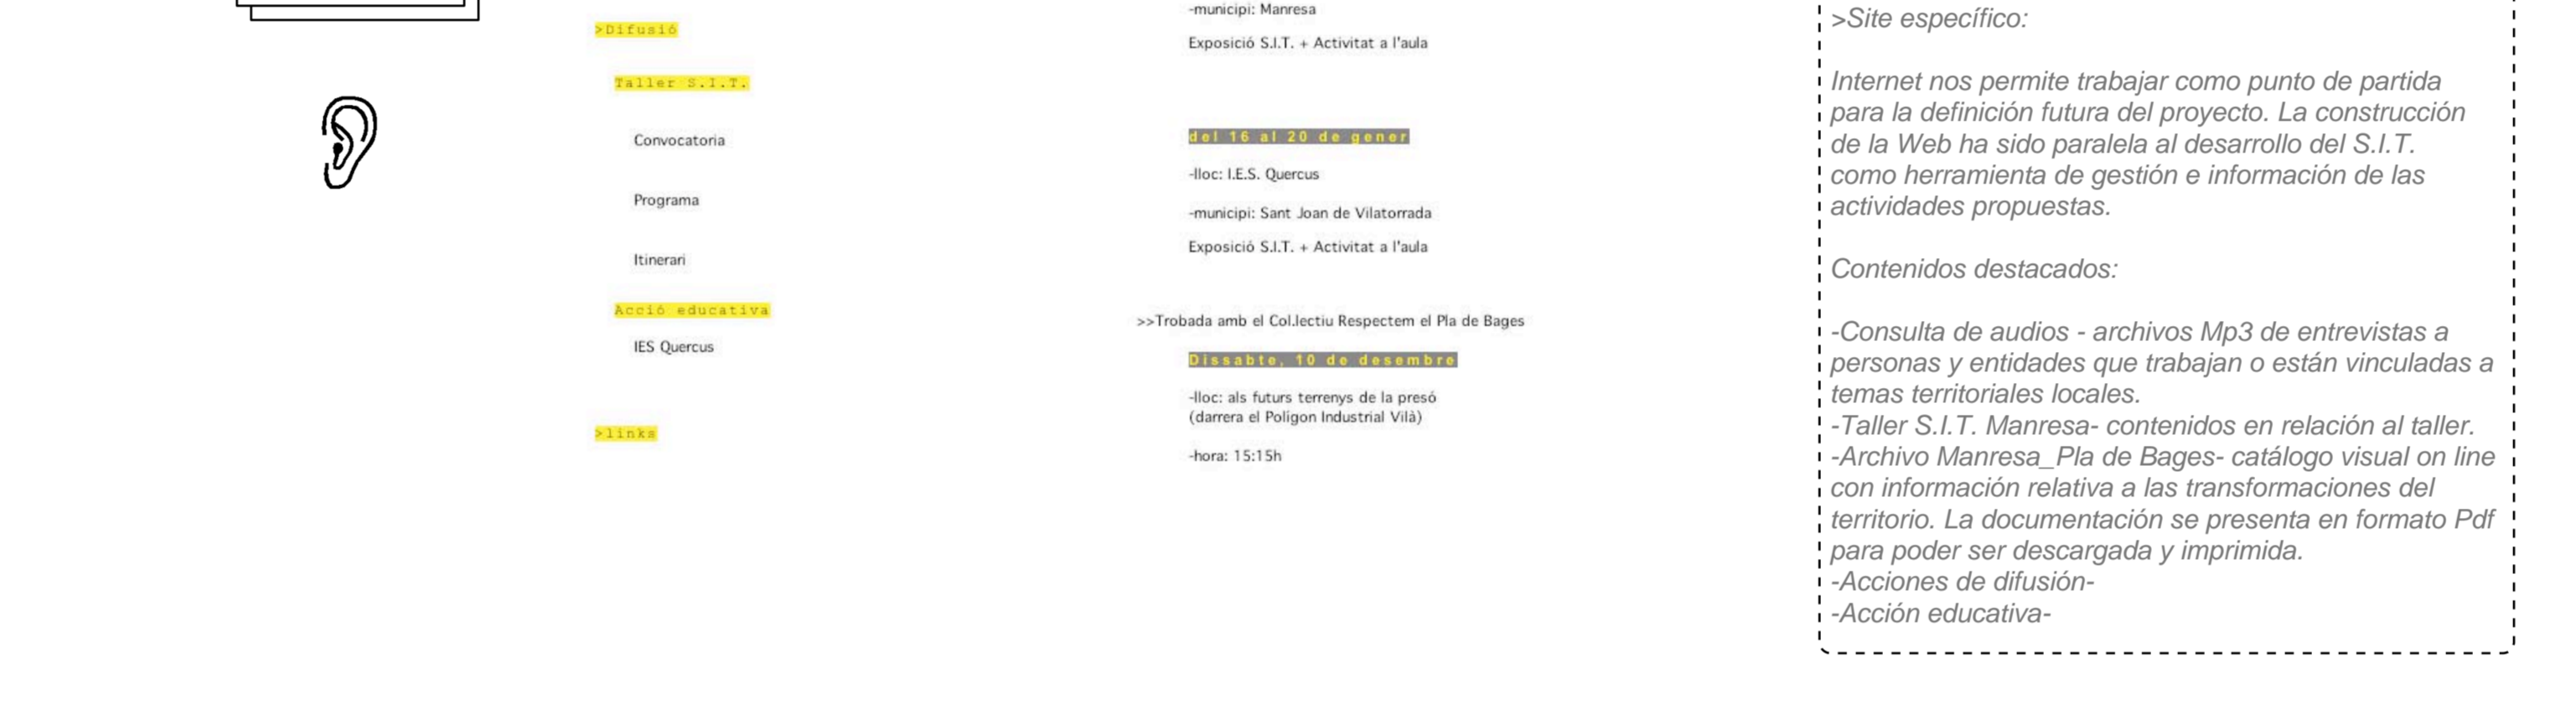 >Difusió
Taller S.I.T.
Convocatoria
Programa
Itinerari
Acció educativa
IES Quercus
>links
-municipi: Manresa
Exposició S.I.T. + Activitat a l'aula
del 16 al 20 de gener
-lloc: I.E.S. Quercus
-municipi: Sant Joan de Vilatorrada
Exposició S.I.T. + Activitat a l'aula
>>Trobada amb el Col.lectiu Respectem el Pla de Bages
Dissabte, 10 de desembre
-lloc: als futurs terrenys de la presó
(darrera el Polígon Industrial Vilà)
-hora: 15:15h
>Site específico:
Internet nos permite trabajar como punto de partida
para la definición futura del proyecto. La construcción
de la Web ha sido paralela al desarrollo del S.I.T.
como herramienta de gestión e información de las
actividades propuestas.
Contenidos destacados:
-Consulta de audios - archivos Mp3 de entrevistas a
personas y entidades que trabajan o están vinculadas a
temas territoriales locales.
-Taller S.I.T. Manresa- contenidos en relación al taller.
-Archivo Manresa_Pla de Bages- catálogo visual on line
con información relativa a las transformaciones del
territorio. La documentación se presenta en formato Pdf
para poder ser descargada y imprimida.
-Acciones de difusión-
-Acción educativa-